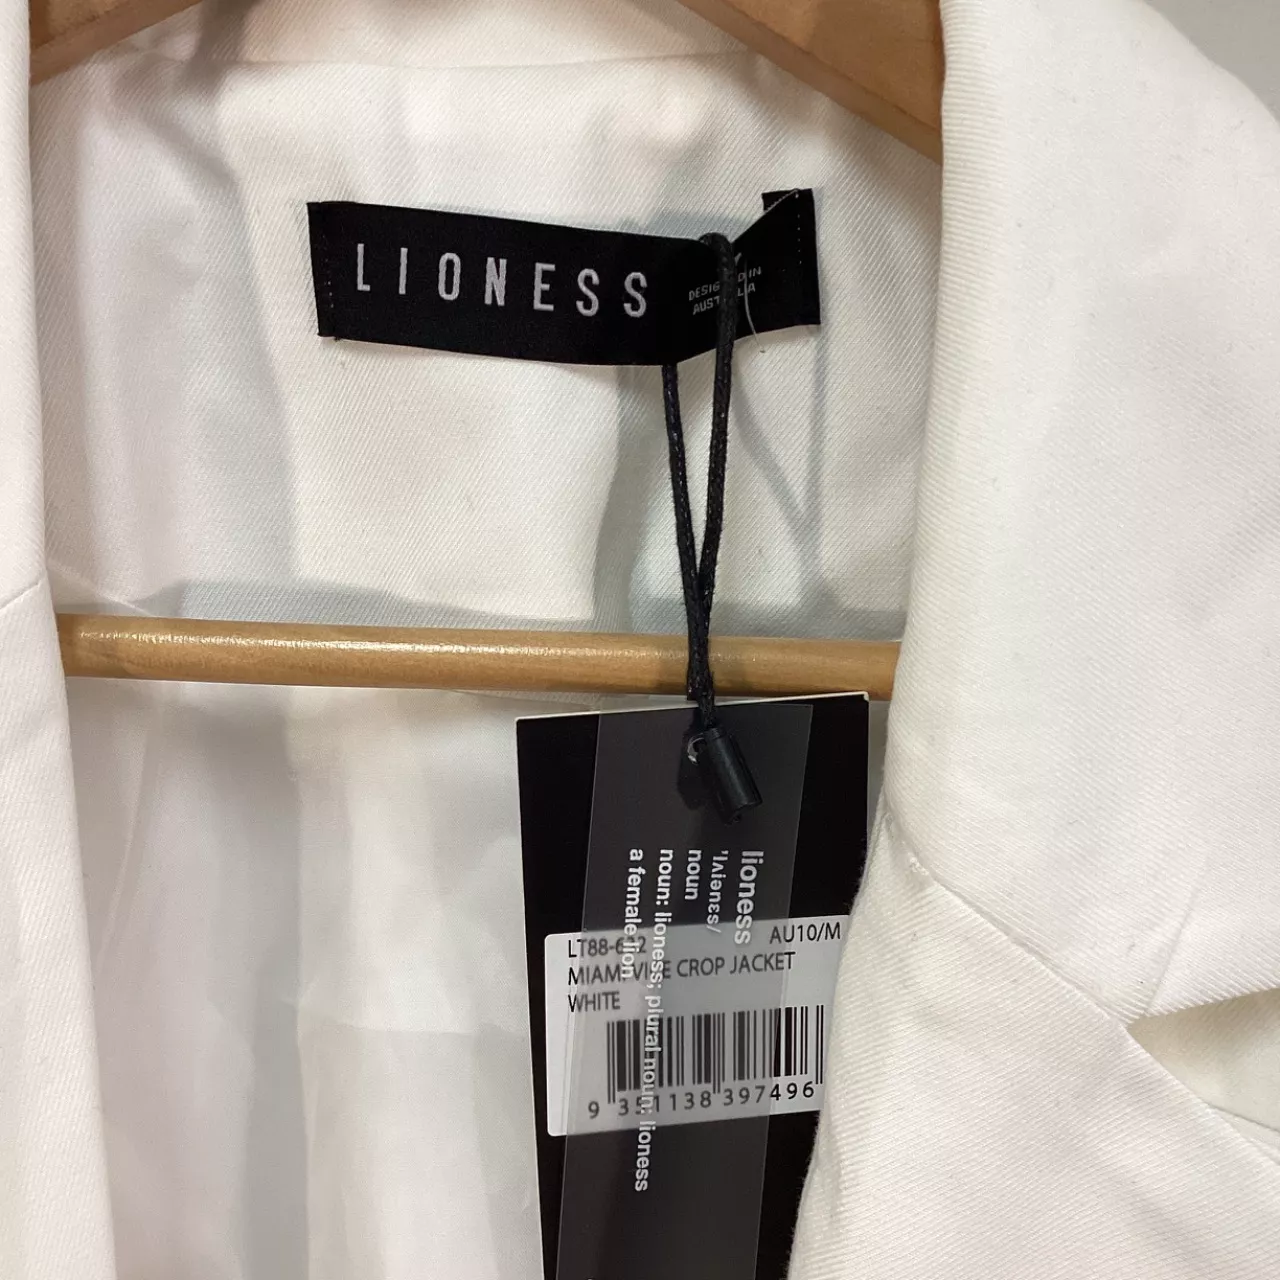 LIONESS
DESIGNED IN
AUSTRALIA
lioness
noun
noun: lioness; plural noun: lioness
a female lion
AU10/M
CROP JACKET
WHITE
9 351138 397496